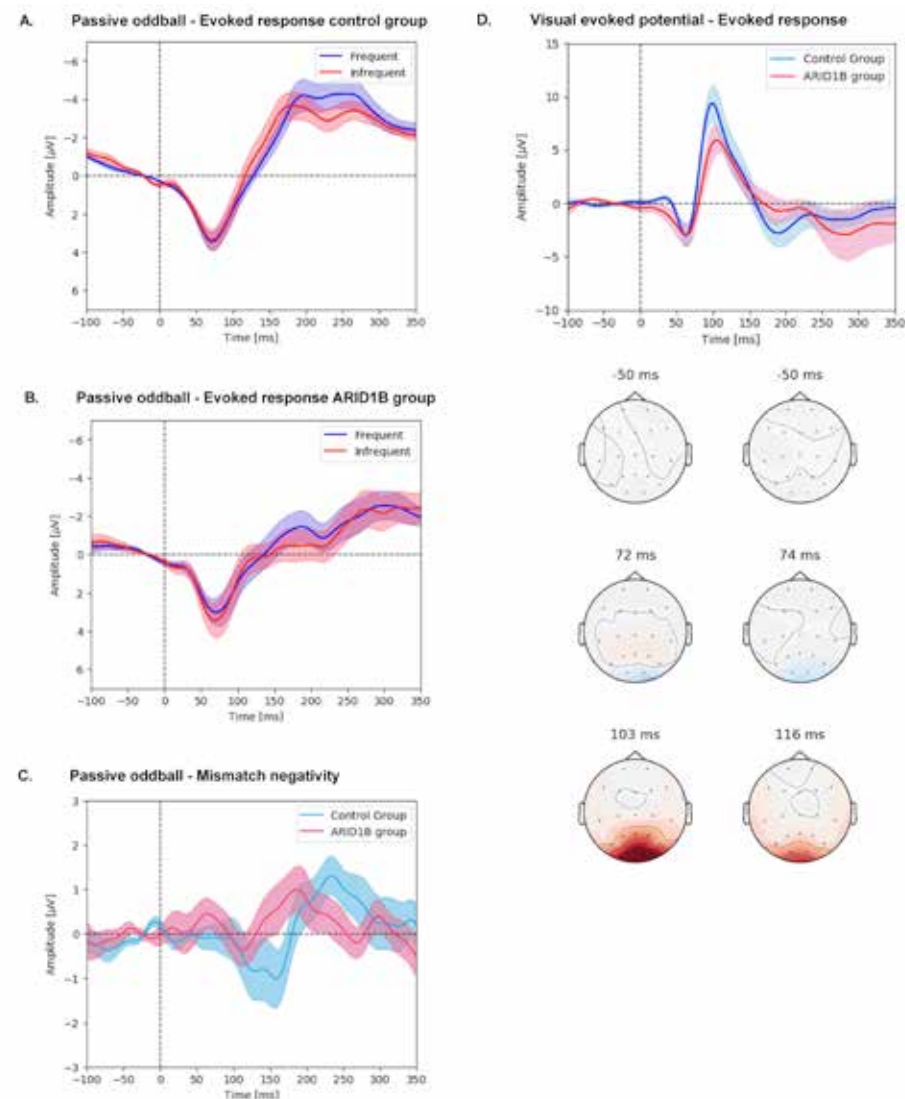 A. Passive oddball - Evoked response control group
Frequent
Infrequent
Amplitude [µV]
−6
−4
−2
0
2
4
6
−100 −50 0 50 100 150 200 250 300 350
Time [ms]
B. Passive oddball - Evoked response ARID1B group
Frequent
Infrequent
Amplitude [µV]
−6
−4
−2
0
2
4
6
−100 −50 0 50 100 150 200 250 300 350
Time [ms]
C. Passive oddball - Mismatch negativity
Control Group
ARID1B group
Amplitude [µV]
3
2
1
0
−1
−2
−3
−100 −50 0 50 100 150 200 250 300 350
Time [ms]
D. Visual evoked potential - Evoked response
Control Group
ARID1B group
Amplitude [µV]
15
10
5
0
−5
−10
−100 −50 0 50 100 150 200 250 300 350
Time [ms]
-50 ms -50 ms
72 ms 74 ms
103 ms 116 ms